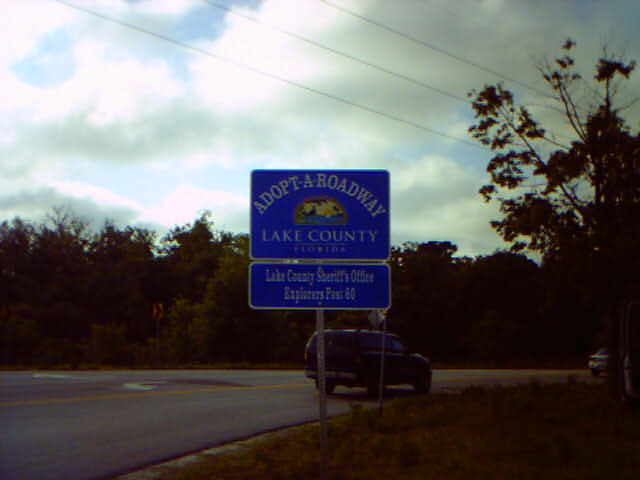 ADOPT-A-ROADWAY
LAKE COUNTY
FLORIDA
Lake County Sheriff's Office
Explorers Post 60